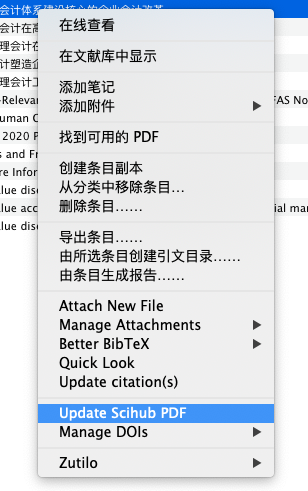 会计体系建设核心的企业会计改革
会计在高
在线查看
理会计在
在文献库中显示
计塑造企
理会计工
添加笔记
-Relevan
FAS No
添加附件
uman C
2020 P
找到可用的 PDF
s and Fr
创建条目副本
re Infor
从分类中移除条目...
alue disc
删除条目……
alue acc
ial mar
alue disc
导出条目……
由所选条目创建引文目录……
由条目生成报告……
Attach New File
Manage Attachments
Better BibTeX
Quick Look
Update citation(s)
Update Scihub PDF
Manage DOIs
Zutilo